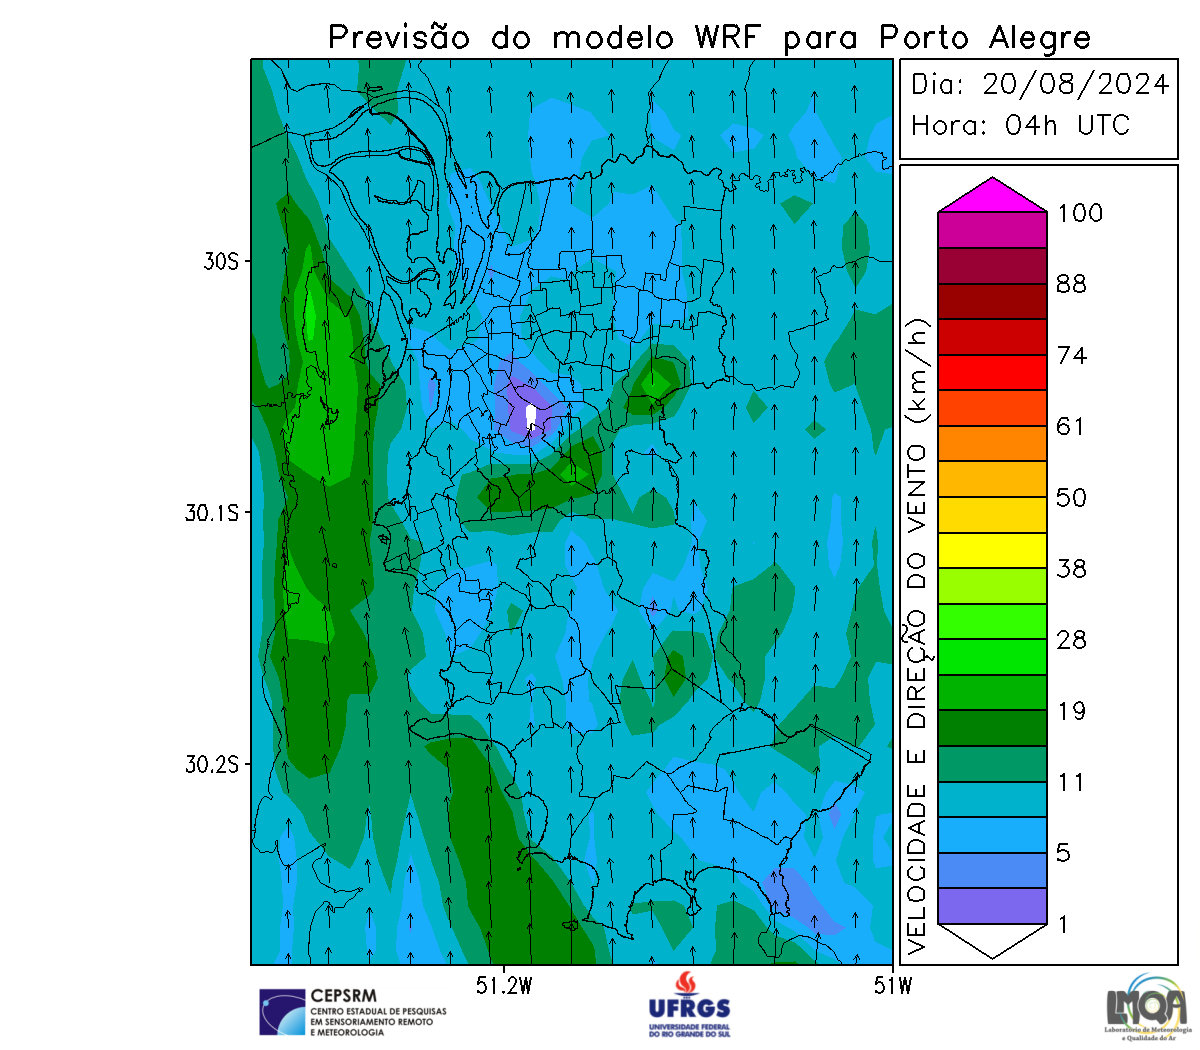 Previsão do modelo WRF para Porto Alegre
Dia: 20/08/2024
Hora: 04h UTC
30S
30.1S
30.2S
51.2W
51W
VELOCIDADE E DIREÇÃO DO VENTO (km/h)
100
88
74
61
50
38
28
19
11
5
1
CEPSRM
CENTRO ESTADUAL DE PESQUISAS
EM SENSORIAMENTO REMOTO
E METEOROLOGIA
UFRGS
UNIVERSIDADE FEDERAL
DO RIO GRANDE DO SUL
LMQA
Laboratório de Meteorologia
e Qualidade do Ar